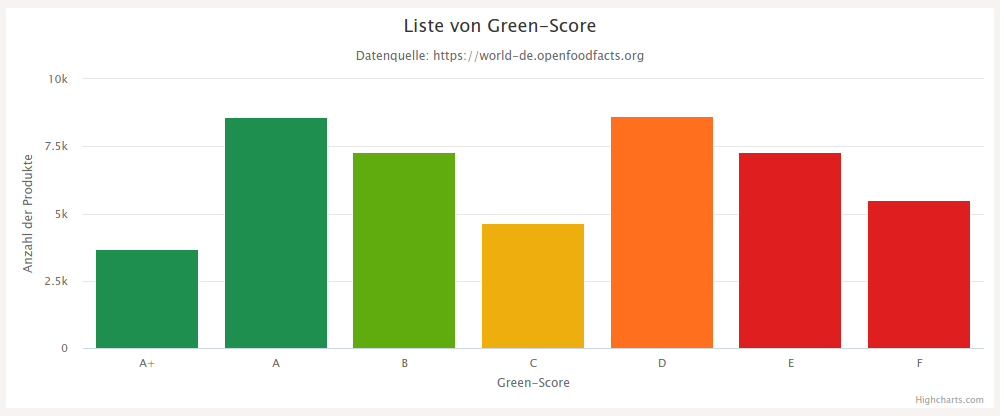 Liste von Green-Score
Datenquelle: https://world-de.openfoodfacts.org
Anzahl der Produkte
10k
7.5k
5k
2.5k
0
A+ A B C D E F
Green-Score
Highcharts.com